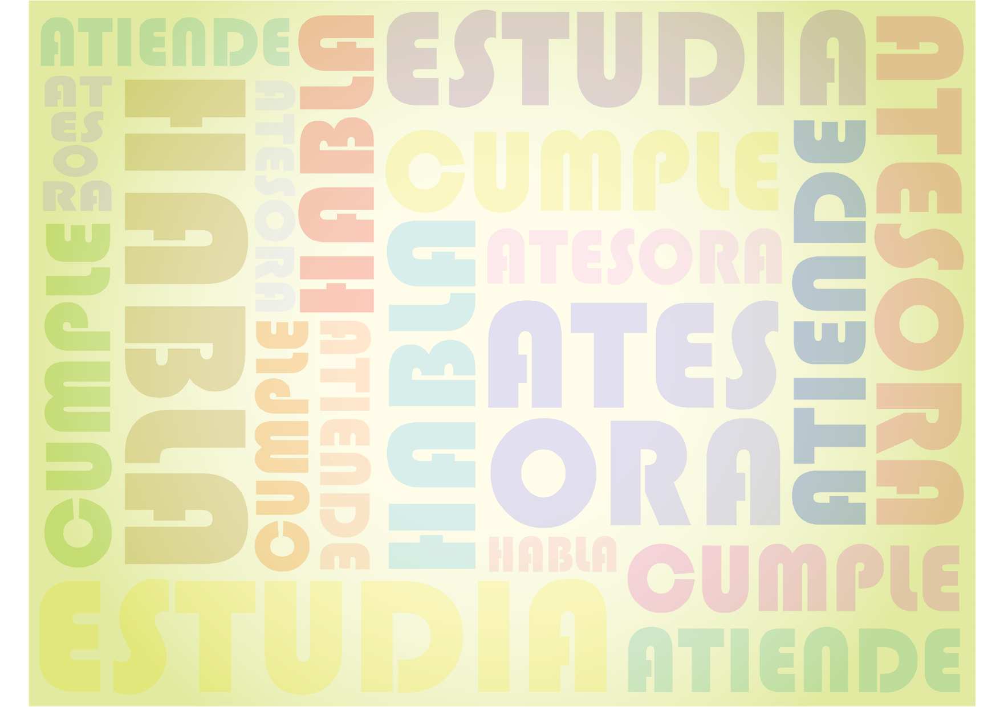 ATIENDE
HABLA
ESTUDIA
ATESORA
AT
ES
O
RA
HABLA
ATESORA
CUMPLE
ATIENDE
CUMPLE
HABLA
ATESORA
ATES
ORA
CUMPLE
ATIENDE
HABLA
CUMPLE
ESTUDIA
ATIENDE